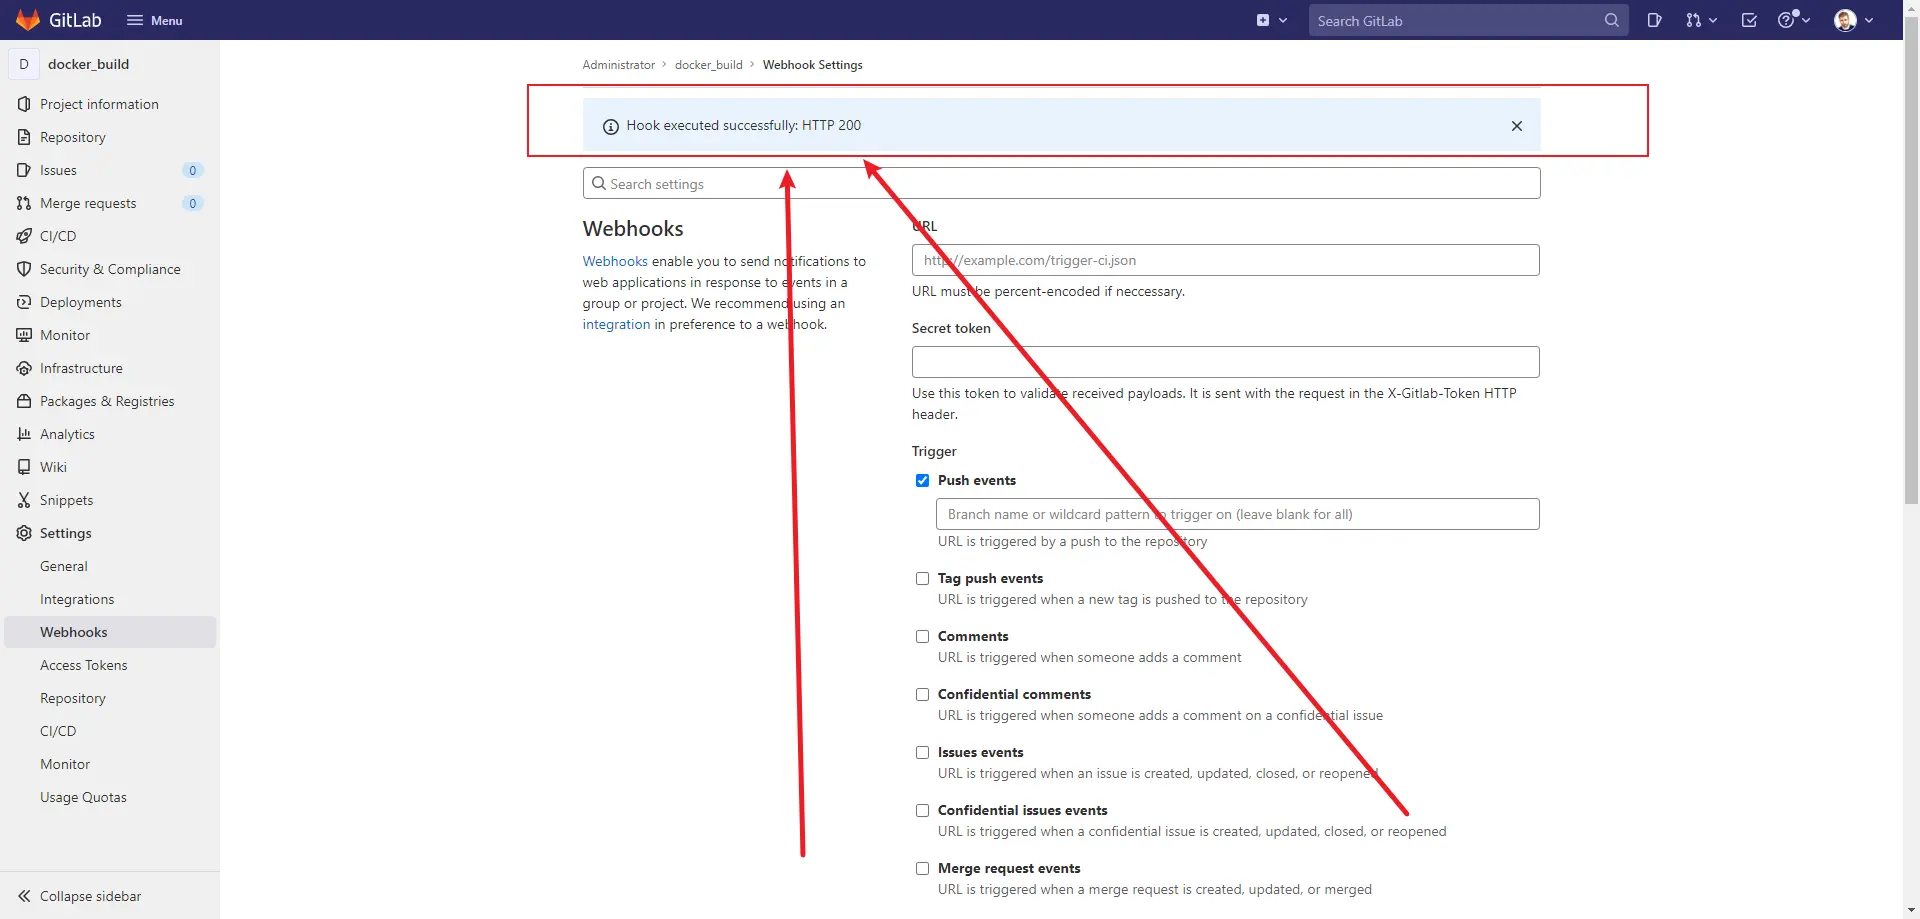 GitLab
Menu
Search GitLab
D
docker_build
Project information
Repository
Issues
0
Merge requests
0
CI/CD
Security & Compliance
Deployments
Monitor
Infrastructure
Packages & Registries
Analytics
Wiki
Snippets
Settings
General
Integrations
Webhooks
Access Tokens
Repository
CI/CD
Monitor
Usage Quotas
Collapse sidebar
Administrator > docker_build > Webhook Settings
Hook executed successfully: HTTP 200
Search settings
Webhooks
Webhooks enable you to send notifications to
web applications in response to events in a
group or project. We recommend using an
integration in preference to a webhook.
URL
http://example.com/trigger-ci.json
URL must be percent-encoded if neccessary.
Secret token
Use this token to validate received payloads. It is sent with the request in the X-Gitlab-Token HTTP
header.
Trigger
Push events
Branch name or wildcard pattern to trigger on (leave blank for all)
URL is triggered by a push to the repository
Tag push events
URL is triggered when a new tag is pushed to the repository
Comments
URL is triggered when someone adds a comment
Confidential comments
URL is triggered when someone adds a comment on a confidential issue
Issues events
URL is triggered when an issue is created, updated, closed, or reopened
Confidential issues events
URL is triggered when a confidential issue is created, updated, closed, or reopened
Merge request events
URL is triggered when a merge request is created, updated, or merged